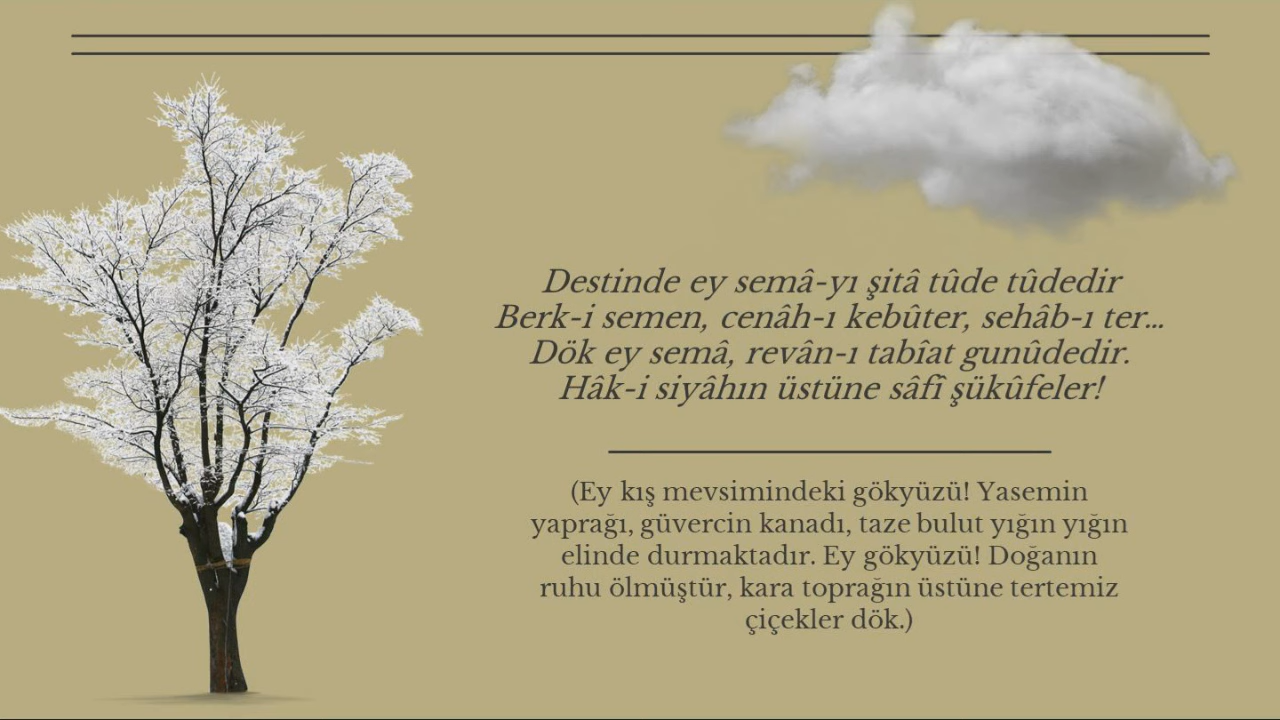 Destinde ey semâ-yı şitâ tûde tûdedir
Berk-i semen, cenâh-ı kebûter, sehâb-ı ter...
Dök ey semâ, revân-ı tabîat gunûdedir.
Hâk-i siyâhın üstüne sâfî şükûfeler!
(Ey kış mevsimindeki gökyüzü! Yasemin
yaprağı, güvercin kanadı, taze bulut yığın yığın
elinde durmaktadır. Ey gökyüzü! Doğanın
ruhu ölmüştür, kara toprağın üstüne tertemiz
çiçekler dök.)